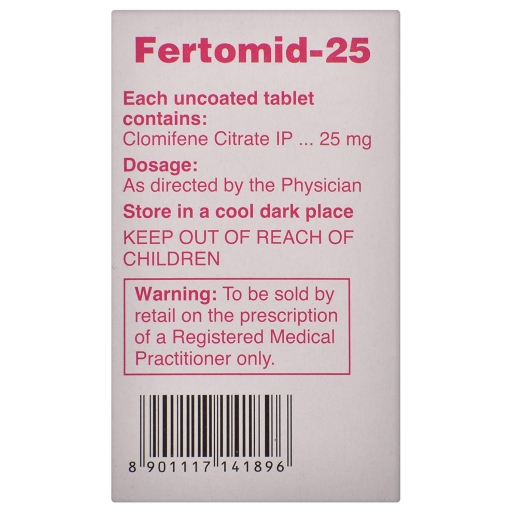 Fertomid-25
Each uncoated tablet
contains:
Clomifene Citrate IP ... 25 mg
Dosage:
As directed by the Physician
Store in a cool dark place
KEEP OUT OF REACH OF
CHILDREN
Warning: To be sold by
retail on the prescription
of a Registered Medical
Practitioner only.
8 901117 141896